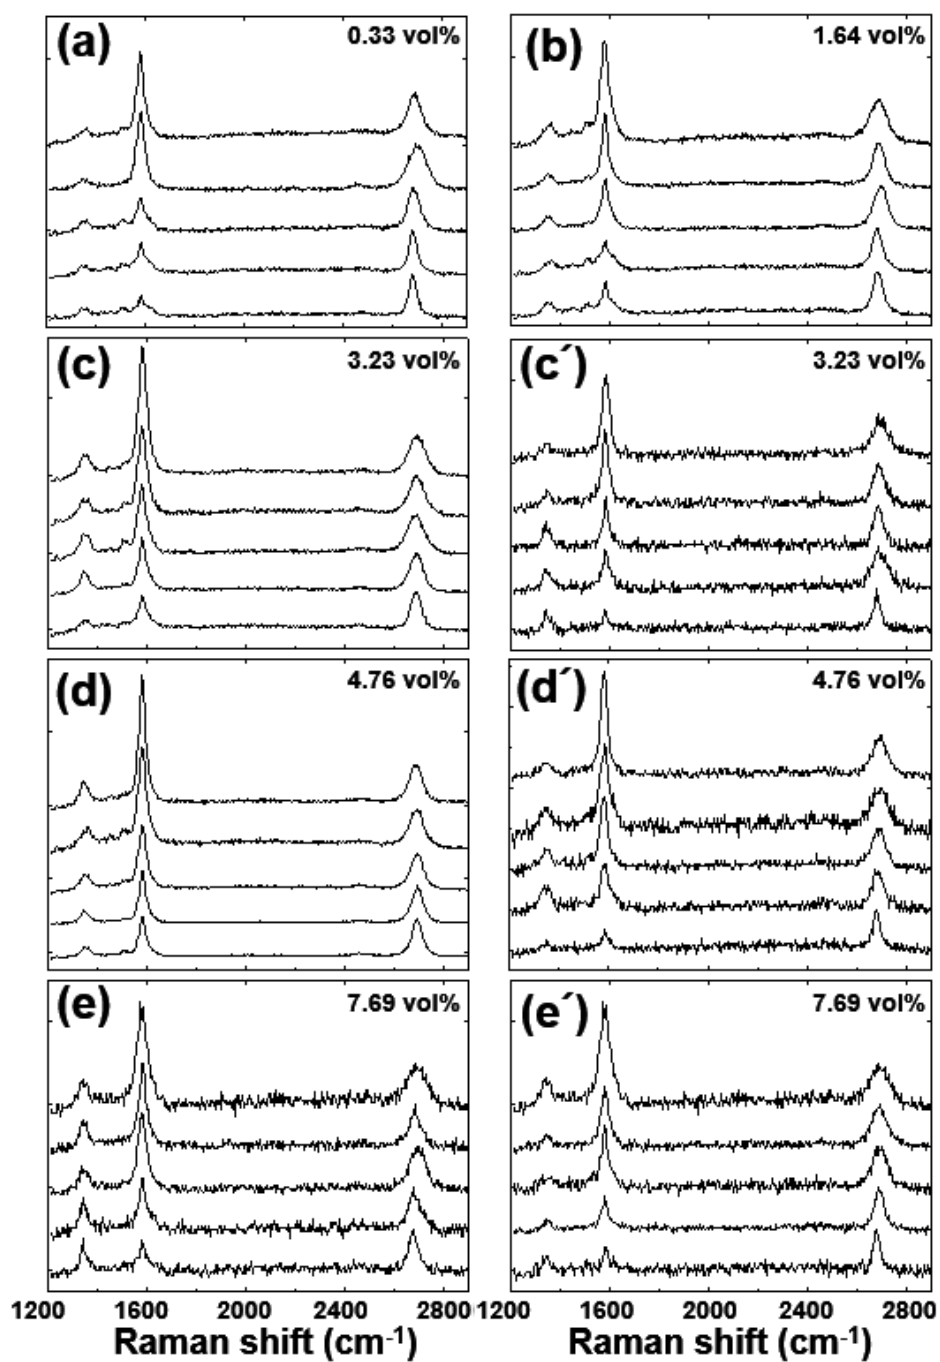 (a) 0.33 vol%
(b) 1.64 vol%
(c) 3.23 vol%
(c´) 3.23 vol%
(d) 4.76 vol%
(d´) 4.76 vol%
(e) 7.69 vol%
(e´) 7.69 vol%
1200 1600 2000 2400 2800 1200 1600 2000 2400 2800
Raman shift (cm-1) Raman shift (cm-1)